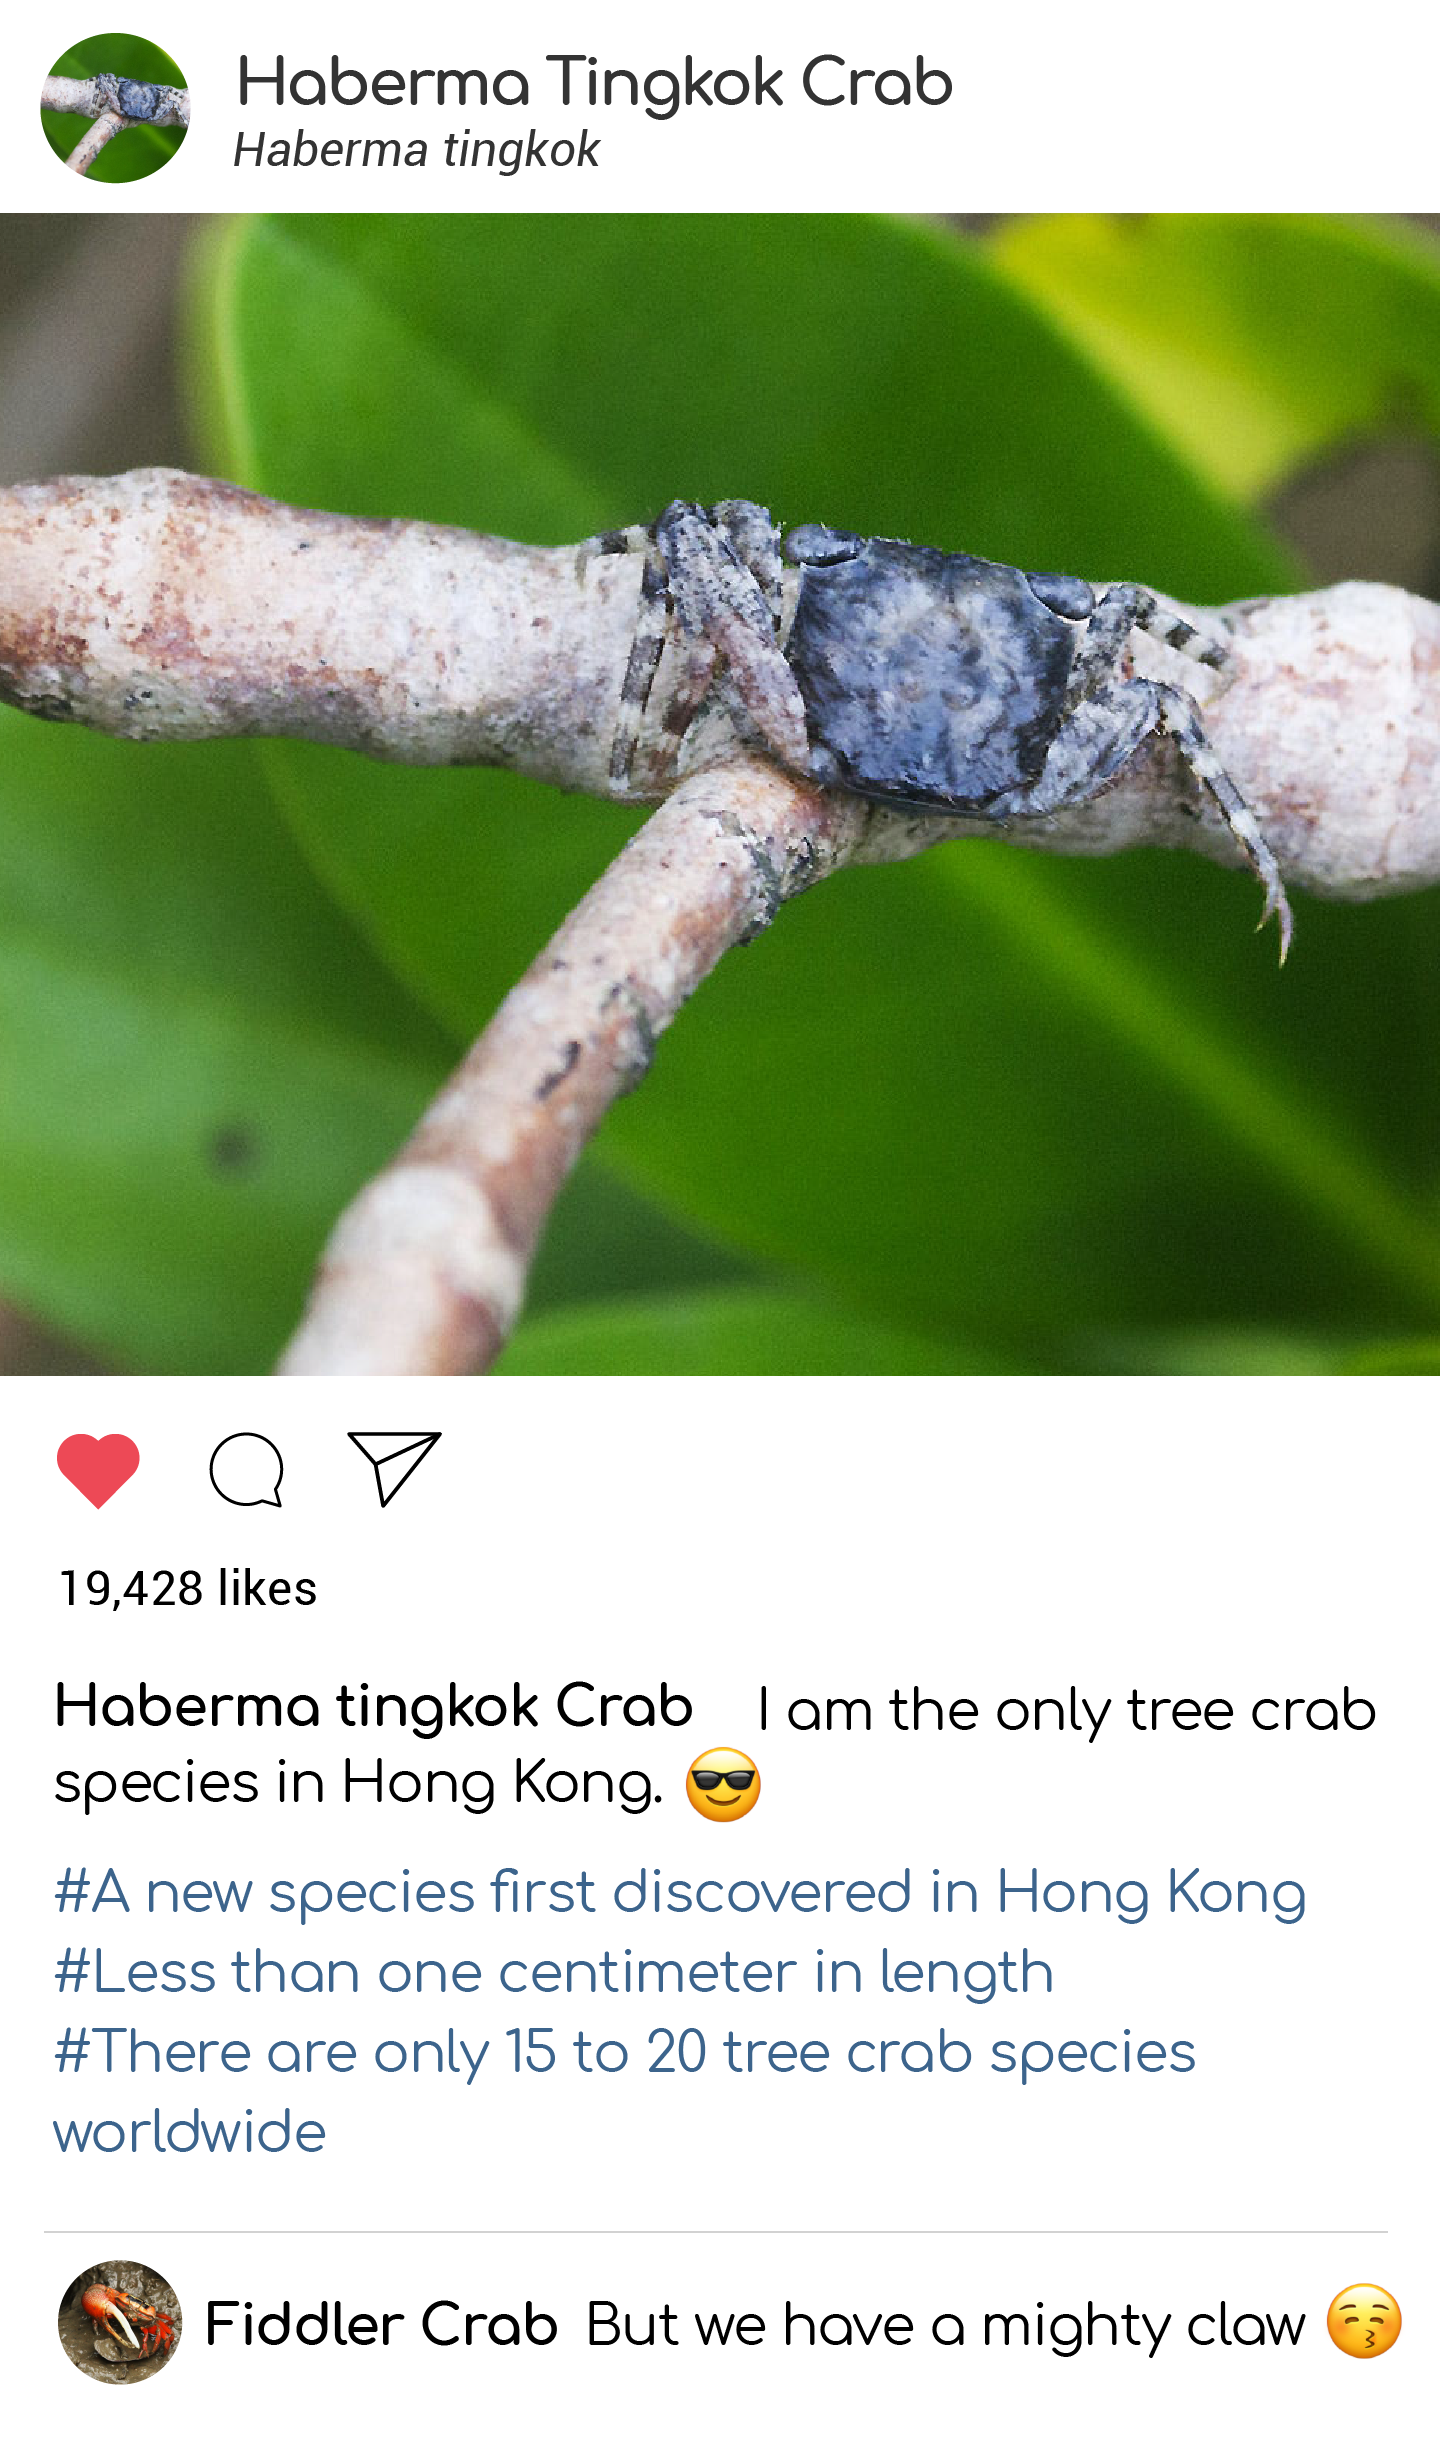 Haberma Tingkok Crab
Haberma tingkok
19,428 likes
Haberma tingkok Crab I am the only tree crab
species in Hong Kong. 😎
#A new species first discovered in Hong Kong
#Less than one centimeter in length
#There are only 15 to 20 tree crab species
worldwide
Fiddler Crab But we have a mighty claw 😚